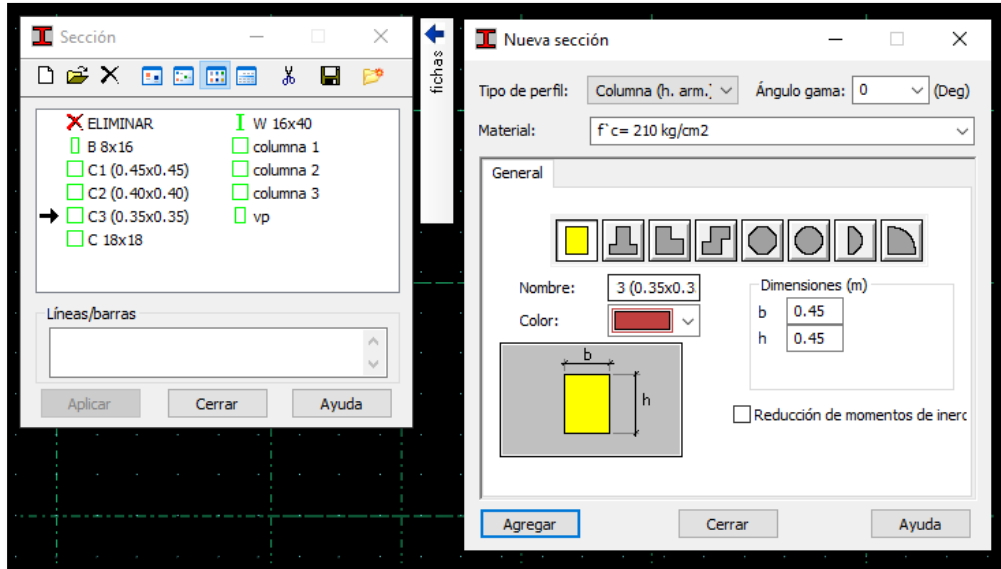 Sección
ELIMINAR
B 8x16
C1 (0.45x0.45)
C2 (0.40x0.40)
C3 (0.35x0.35)
C 18x18
W 16x40
columna 1
columna 2
columna 3
vp
Líneas/barras
Aplicar
Cerrar
Ayuda
fichas
Nueva sección
Tipo de perfil:
Columna (h. arm.)
Ángulo gama:
0
(Deg)
Material:
f`c= 210 kg/cm2
General
Nombre:
3 (0.35x0.3
Color:
Dimensiones (m)
b
0.45
h
0.45
b
h
Reducción de momentos de inerc
Agregar
Cerrar
Ayuda